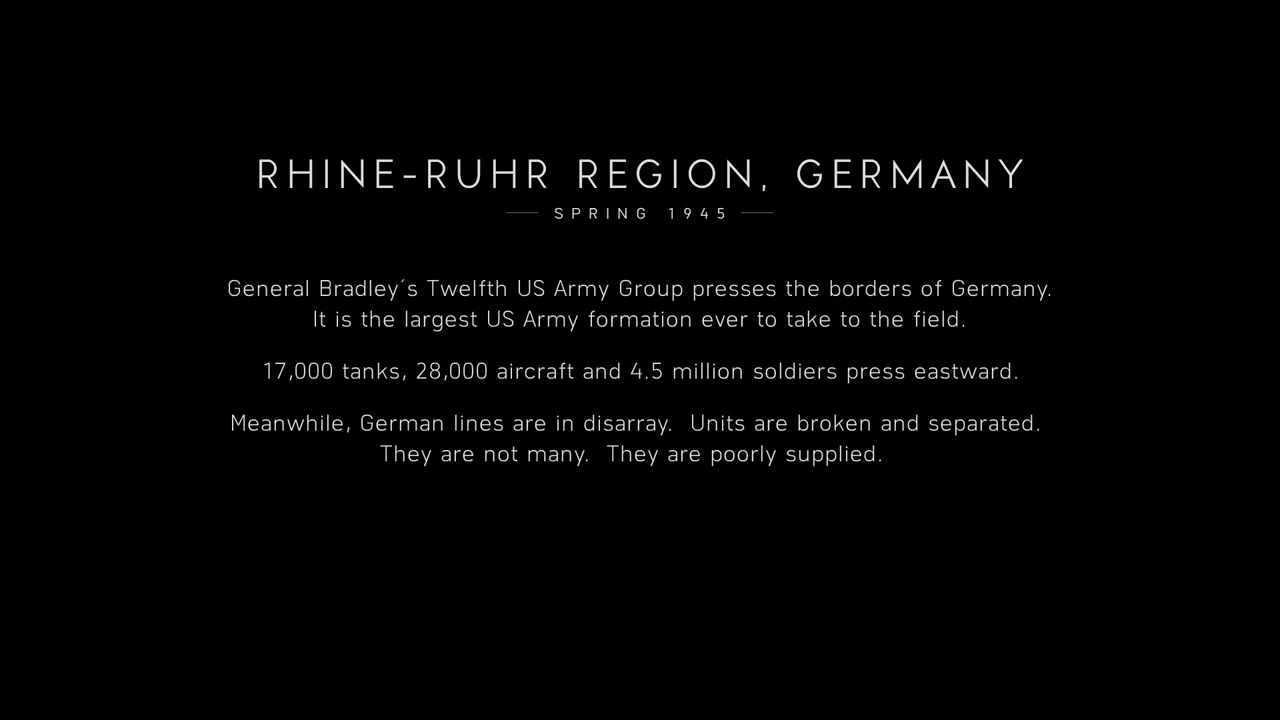 RHINE-RUHR REGION, GERMANY
SPRING 1945
General Bradley´s Twelfth US Army Group presses the borders of Germany.
It is the largest US Army formation ever to take to the field.
17,000 tanks, 28,000 aircraft and 4.5 million soldiers press eastward.
Meanwhile, German lines are in disarray.  Units are broken and separated.
They are not many.  They are poorly supplied.